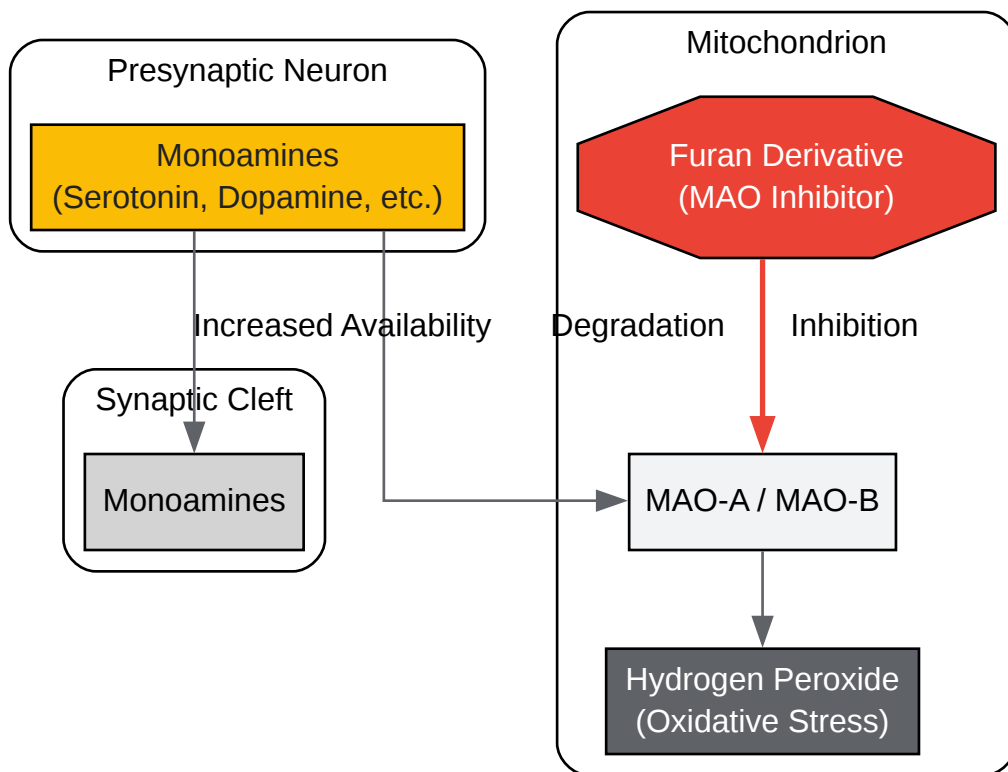 Presynaptic Neuron
Monoamines
(Serotonin, Dopamine, etc.)
Mitochondrion
Furan Derivative
(MAO Inhibitor)
Increased Availability
Degradation
Inhibition
Synaptic Cleft
Monoamines
MAO-A / MAO-B
Hydrogen Peroxide
(Oxidative Stress)